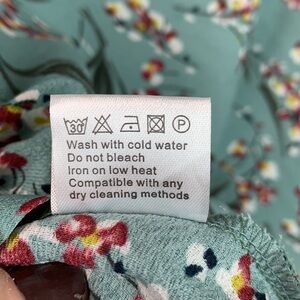 30 P
Wash with cold water
Do not bleach
Iron on low heat
Compatible with any
dry cleaning methods